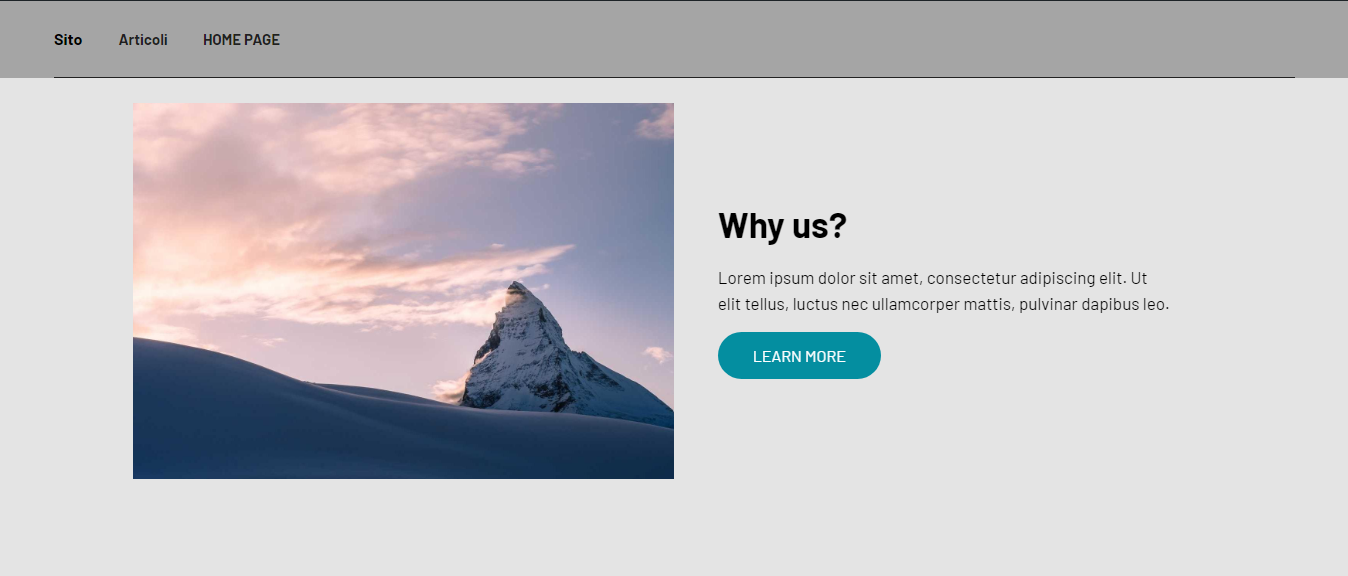 Sito Articoli HOME PAGE
Why us?
Lorem ipsum dolor sit amet, consectetur adipiscing elit. Ut
elit tellus, luctus nec ullamcorper mattis, pulvinar dapibus leo.
LEARN MORE